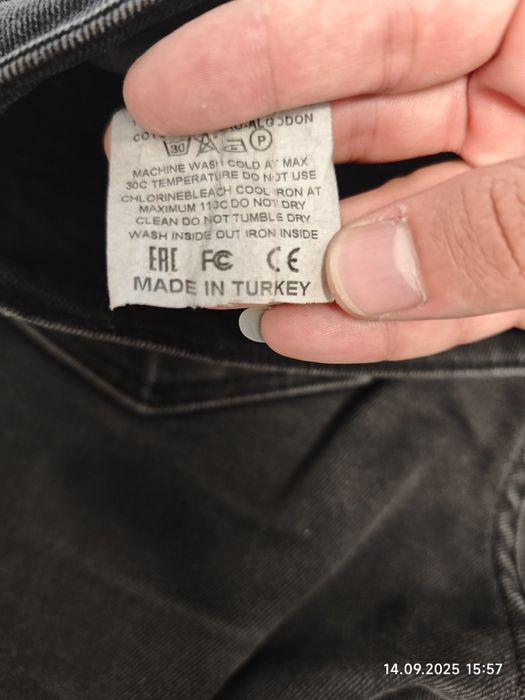 ALGODON
30 P
MACHINE WASH COLD AT MAX
30C TEMPERATURE DO NOT USE
CHLORINEBLEACH COOL IRON AT
MAXIMUM 110C DO NOT DRY
CLEAN DO NOT TUMBLE DRY
WASH INSIDE OUT IRON INSIDE
EAC FC CE
MADE IN TURKEY
14.09.2025 15:57